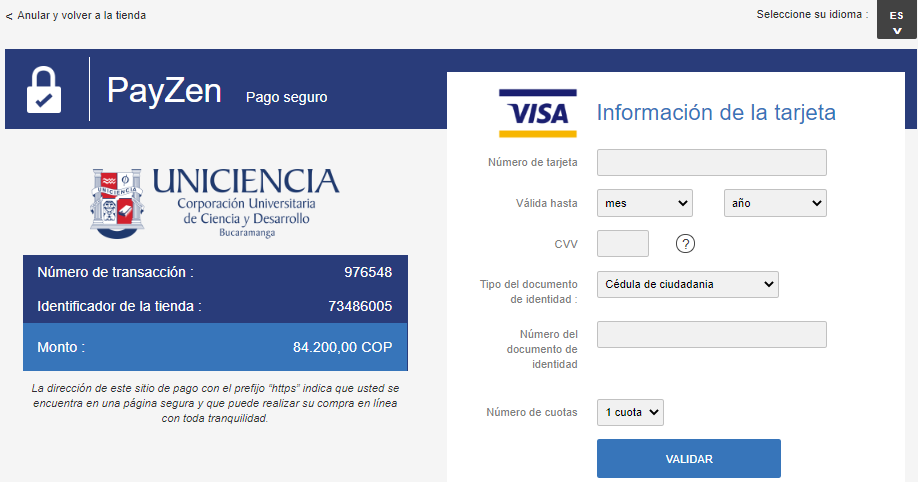 < Anular y volver a la tienda
Seleccione su idioma :
ES
v
PayZen
Pago seguro
UNICIENCIA
UNICIENCIA
Corporación Universitaria
de Ciencia y Desarrollo
Bucaramanga
Número de transacción : 976548
Identificador de la tienda : 73486005
Monto : 84.200,00 COP
La dirección de este sitio de pago con el prefijo “https” indica que usted se
encuentra en una página segura y que puede realizar su compra en línea
con toda tranquilidad.
VISA
Información de la tarjeta
Número de tarjeta
Válida hasta mes año
CVV ?
Tipo del documento
de identidad :
Cédula de ciudadania
Número del
documento de
identidad
Número de cuotas 1 cuota
VALIDAR